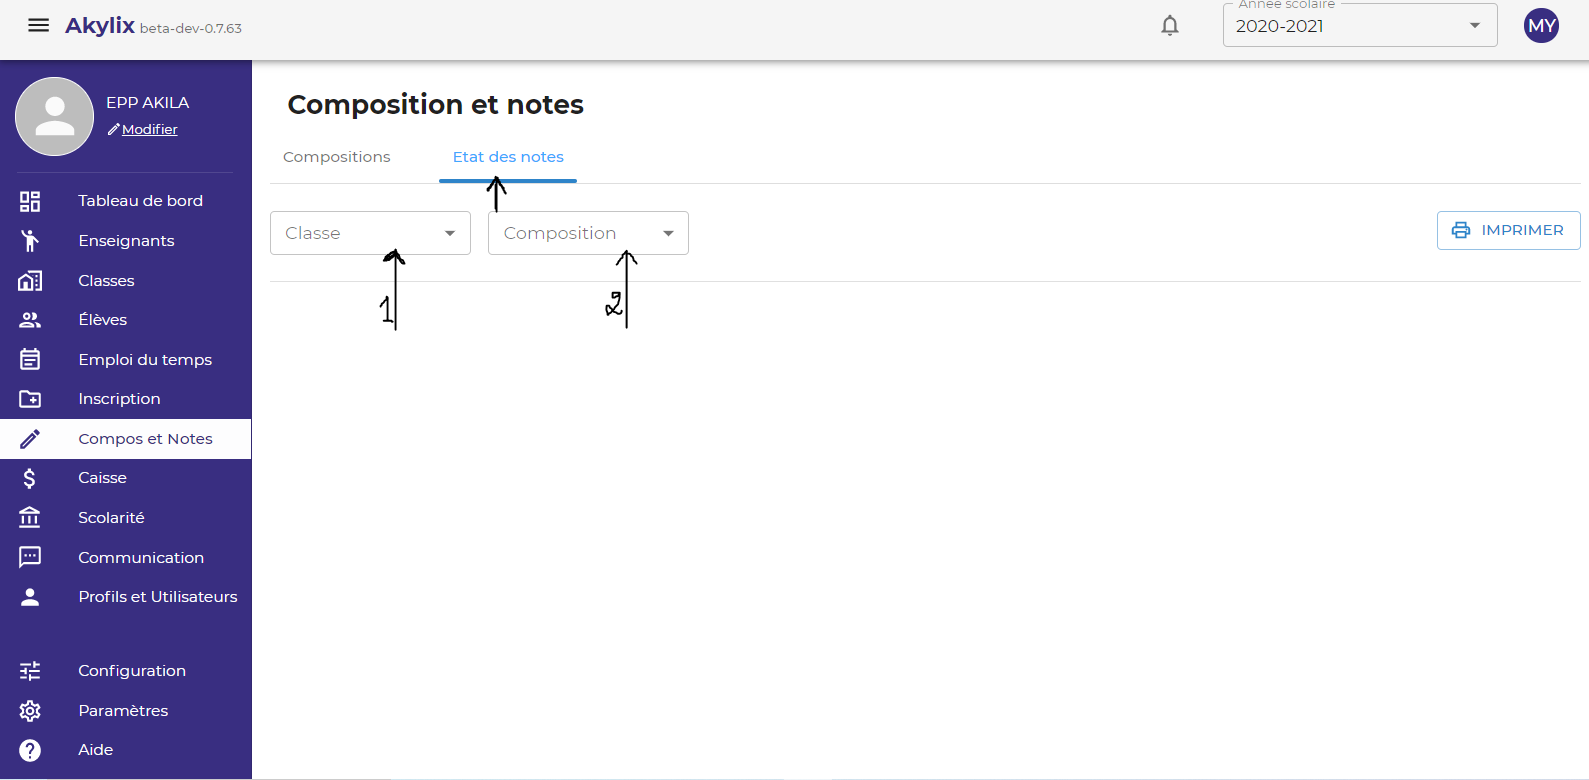 Akylix beta-dev-0.7.63
Année scolaire
2020-2021
MY
EPP AKILA
Modifier
Tableau de bord
Enseignants
Classes
Élèves
Emploi du temps
Inscription
Compos et Notes
Caisse
Scolarité
Communication
Profils et Utilisateurs
Configuration
Paramètres
Aide
Composition et notes
Compositions
Etat des notes
Classe
Composition
IMPRIMER
1
2